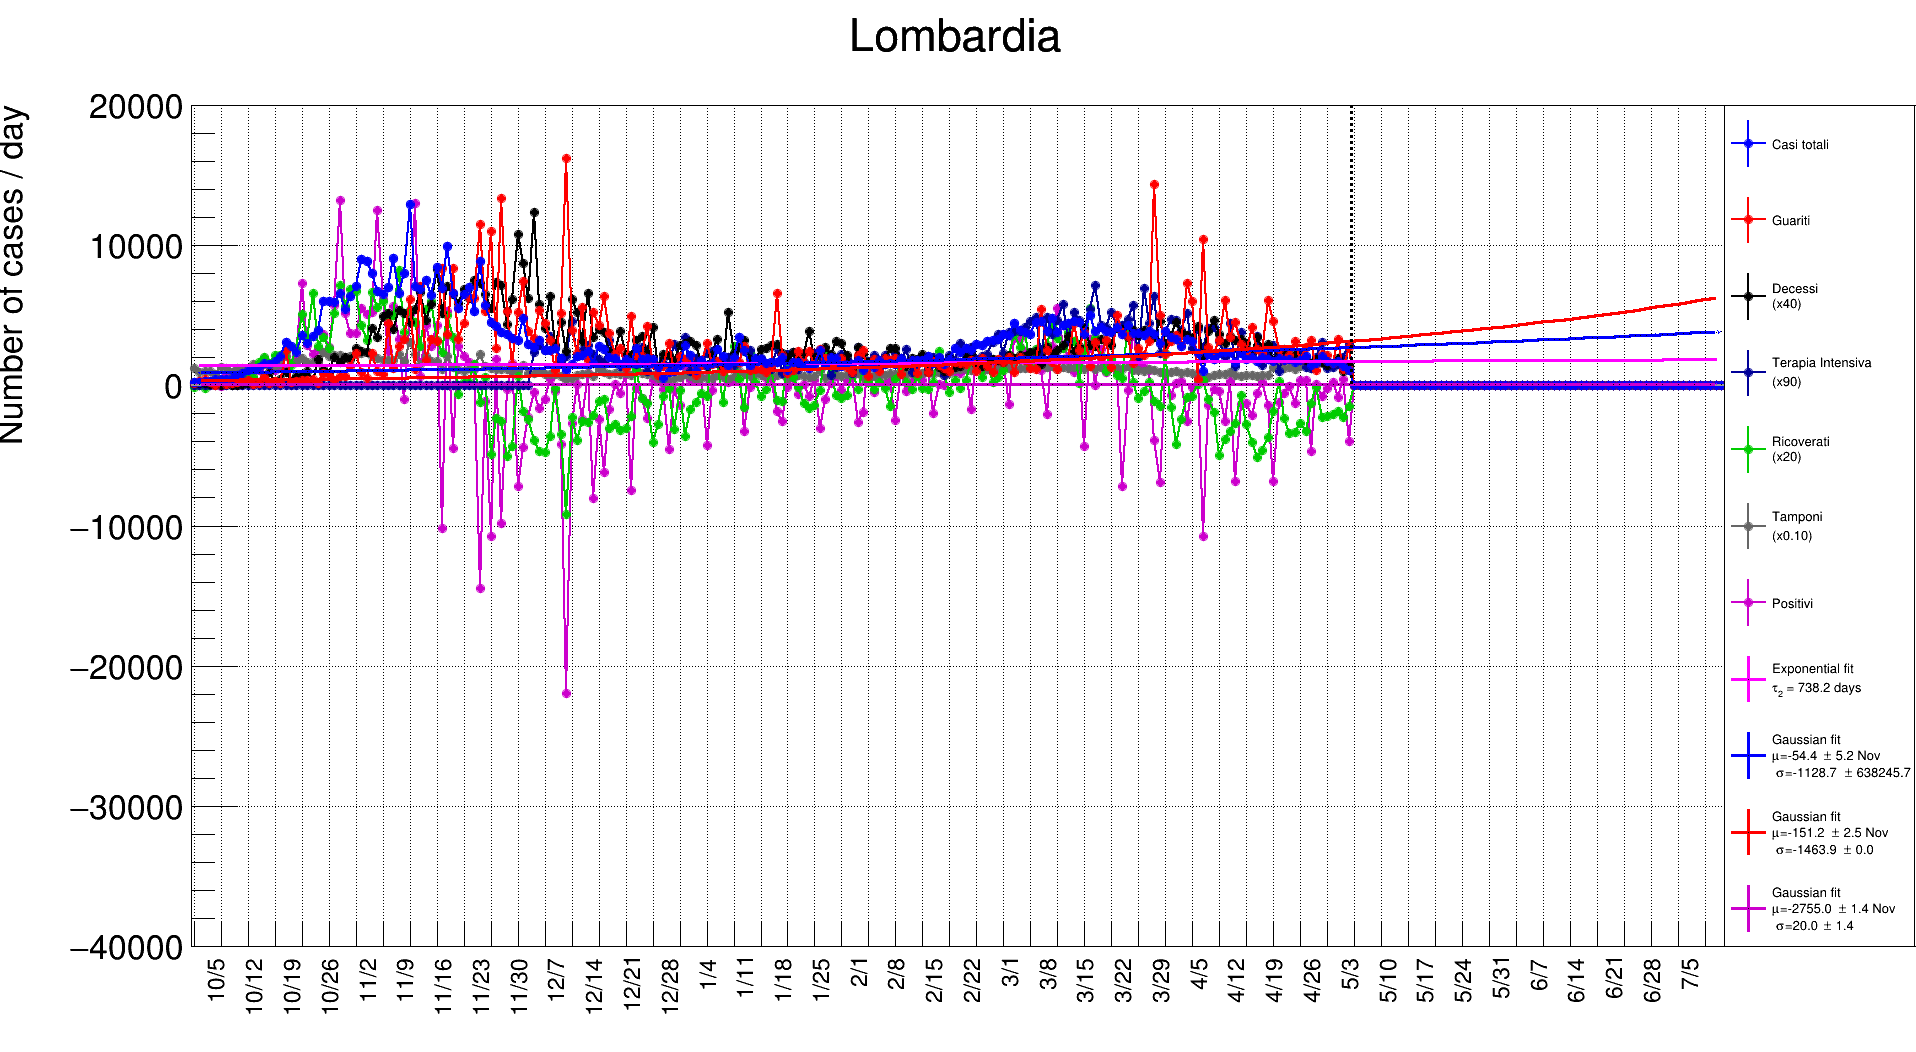 Lombardia
Number of cases / day
20000
10000
0
−10000
−20000
−30000
−40000
10/5 10/12 10/19 10/26 11/2 11/9 11/16 11/23 11/30 12/7 12/14 12/21 12/28 1/4 1/11 1/18 1/25 2/1 2/8 2/15 2/22 3/1 3/8 3/15 3/22 3/29 4/5 4/12 4/19 4/26 5/3 5/10 5/17 5/24 5/31 6/7 6/14 6/21 6/28 7/5
Casi totali
Guariti
Decessi
(x40)
Terapia Intensiva
(x90)
Ricoverati
(x20)
Tamponi
(x0.10)
Positivi
Exponential fit
τ2 = 738.2 days
Gaussian fit
μ=-54.4 ± 5.2 Nov
σ=-1128.7 ± 638245.7
Gaussian fit
μ=-151.2 ± 2.5 Nov
σ=-1463.9 ± 0.0
Gaussian fit
μ=-2755.0 ± 1.4 Nov
σ=20.0 ± 1.4